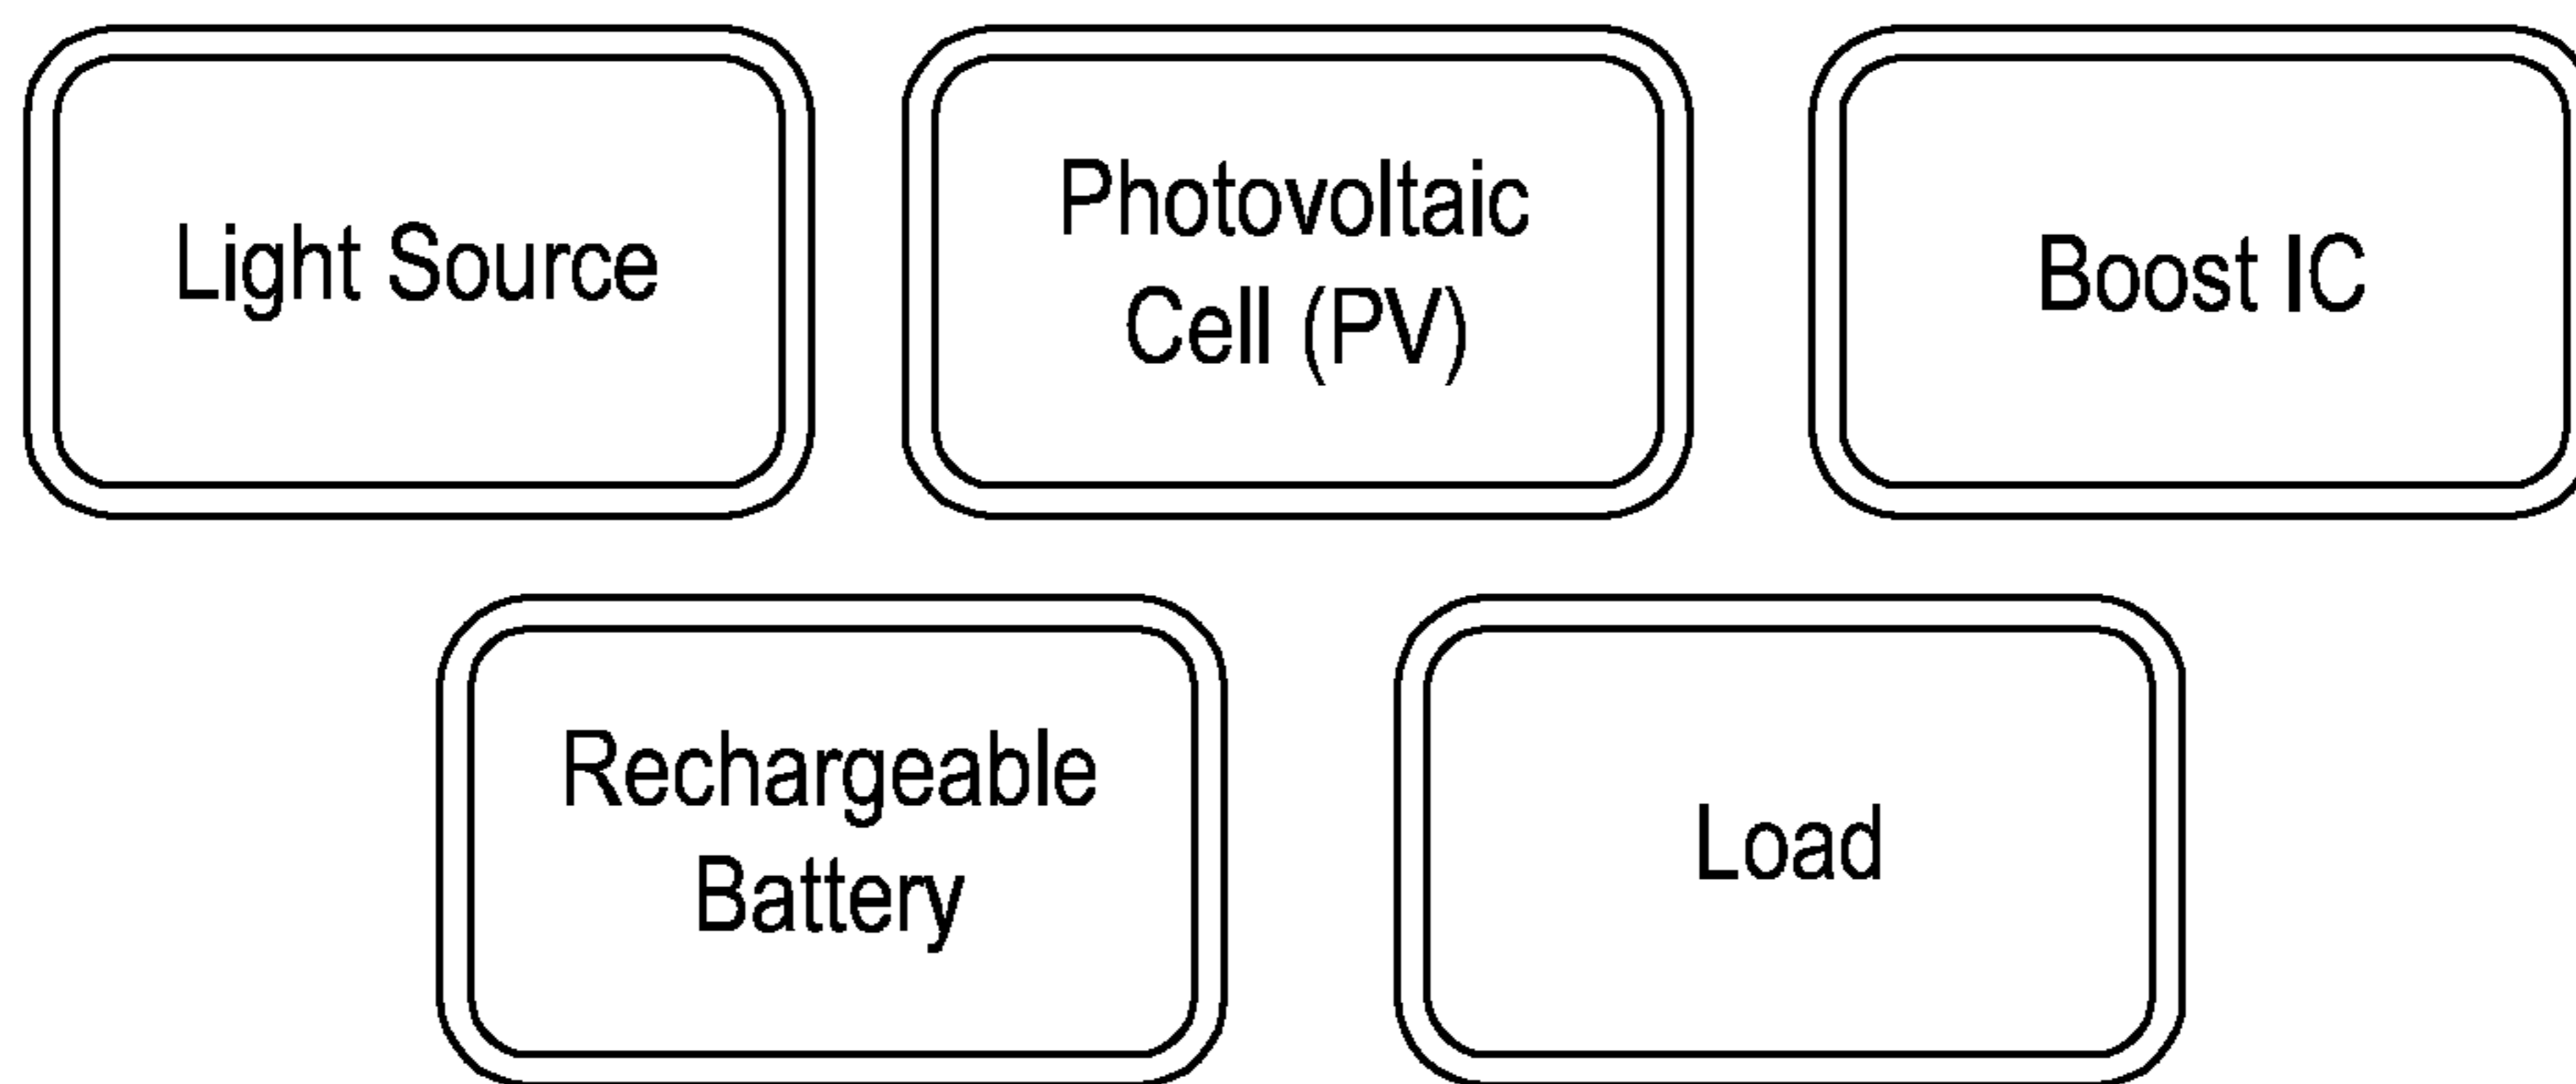 Light Source
Photovoltaic
Cell (PV)
Boost IC
Rechargeable
Battery
Load